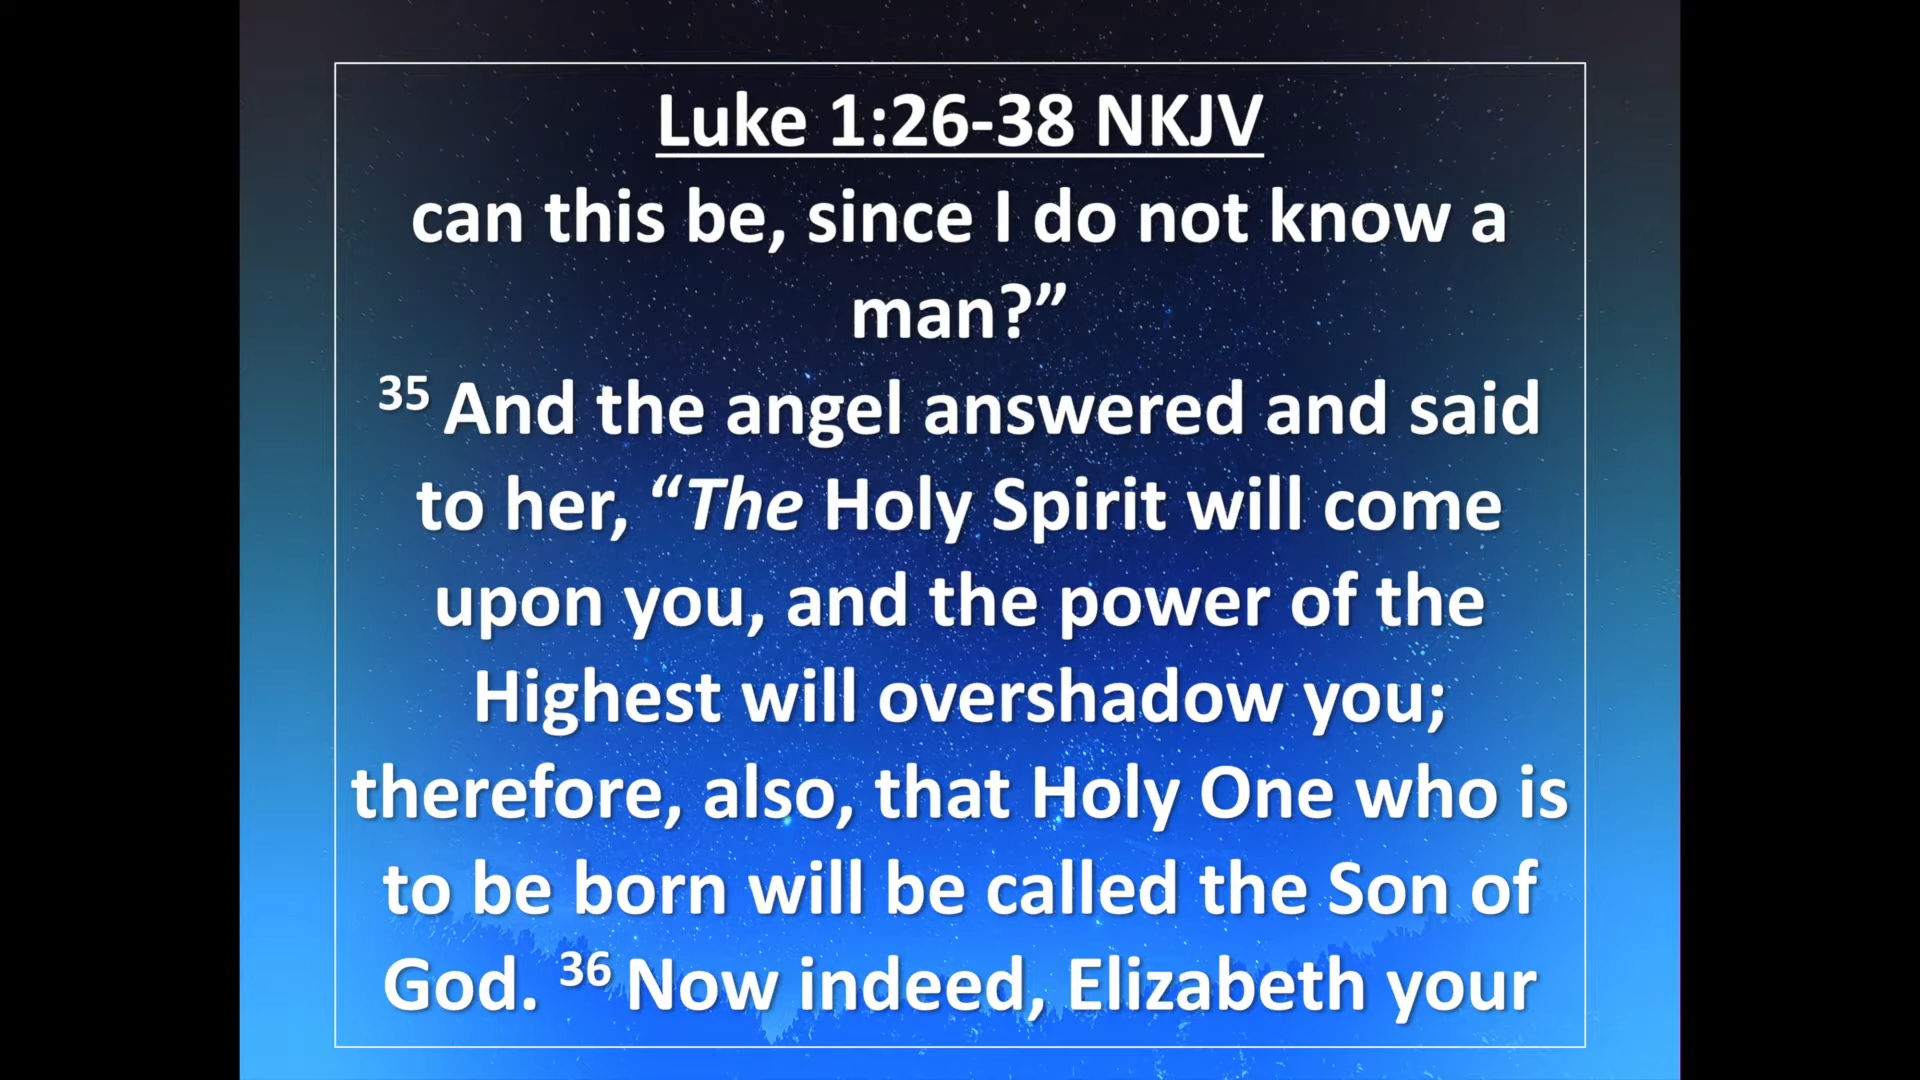 Luke 1:26-38 NKJV
can this be, since I do not know a
man?”
35 And the angel answered and said
to her, “The Holy Spirit will come
upon you, and the power of the
Highest will overshadow you;
therefore, also, that Holy One who is
to be born will be called the Son of
God. 36 Now indeed, Elizabeth your